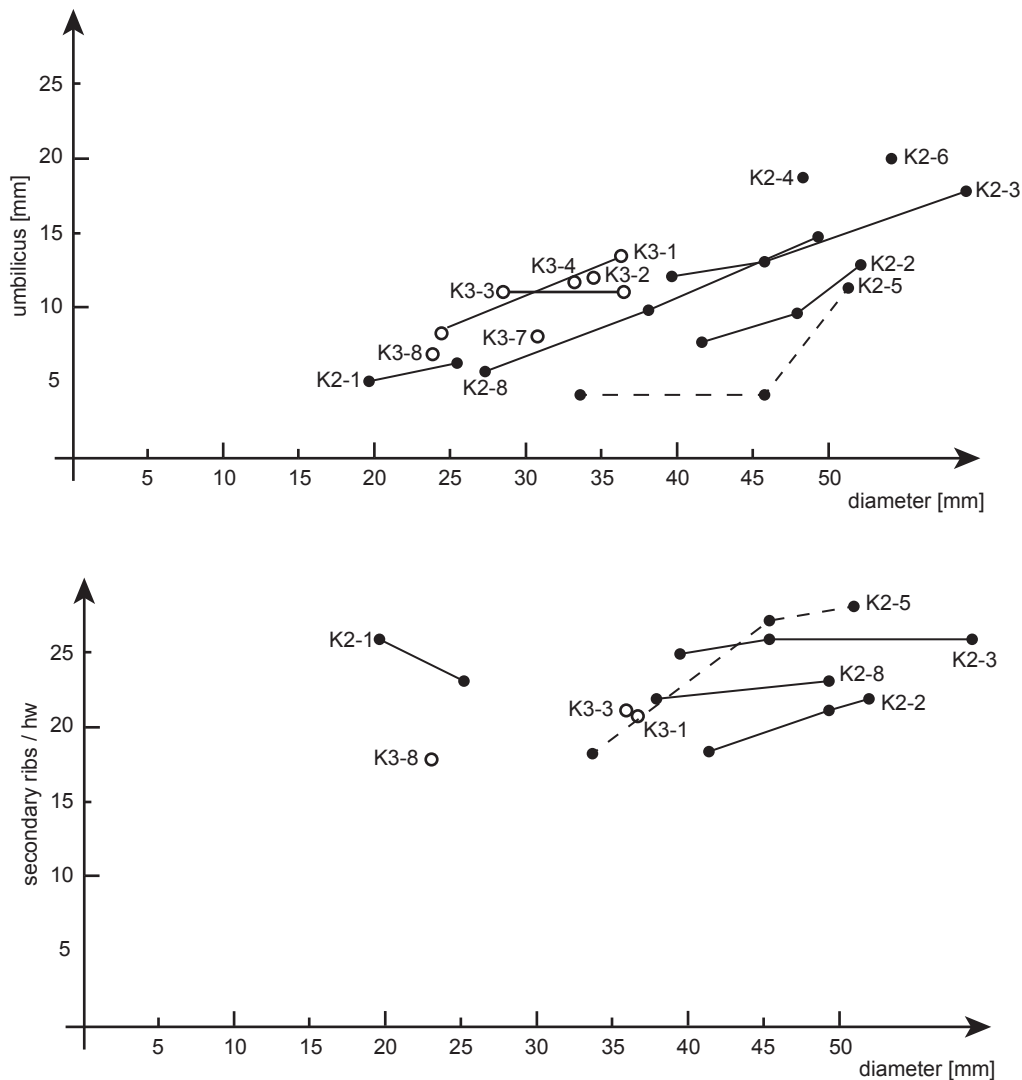 25
20
15
10
5
umbilicus [mm]
K2-6
K2-4
K2-3
K3-1
K3-4
K3-2
K2-2
K3-3
K2-5
K3-7
K3-8
K2-1
K2-8
5 10 15 20 25 30 35 40 45 50
diameter [mm]
25
20
15
10
5
secondary ribs / hw
K2-5
K2-1
K2-3
K2-8
K2-2
K3-3
K3-1
K3-8
5 10 15 20 25 30 35 40 45 50
diameter [mm]